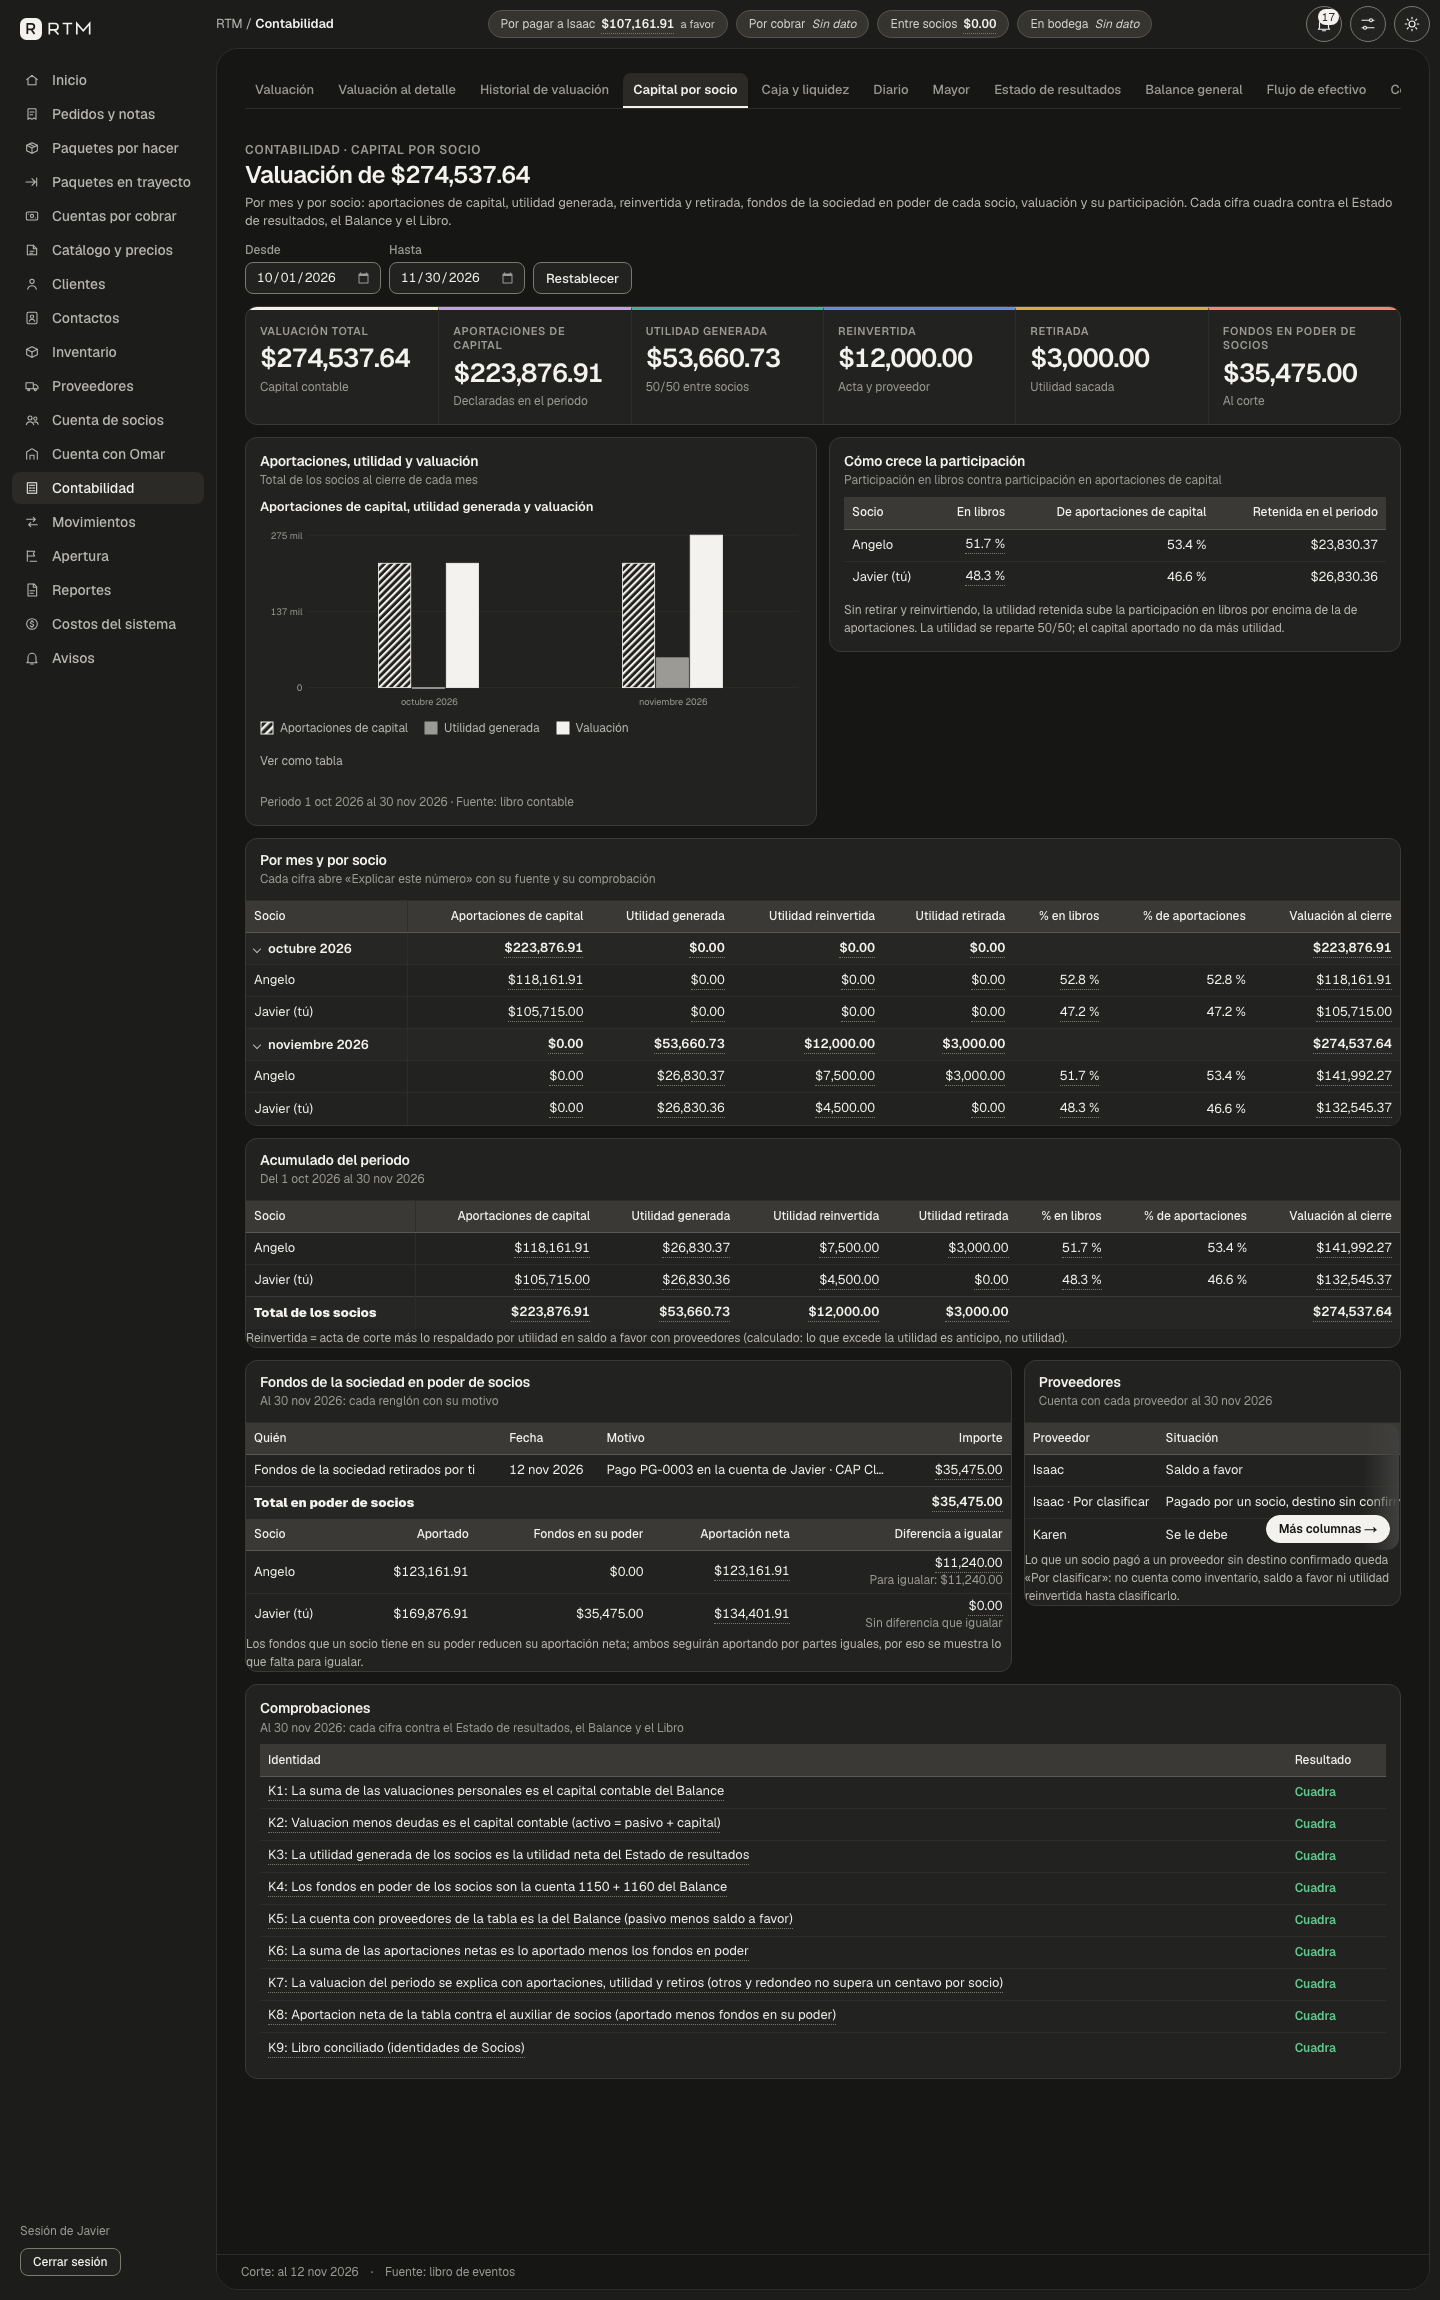 R RTM
RTM / Contabilidad
Por pagar a Isaac $107,161.91 a favor
Por cobrar Sin dato
Entre socios $0.00
En bodega Sin dato
17
Inicio
Pedidos y notas
Paquetes por hacer
Paquetes en trayecto
Cuentas por cobrar
Catálogo y precios
Clientes
Contactos
Inventario
Proveedores
Cuenta de socios
Cuenta con Omar
Contabilidad
Movimientos
Apertura
Reportes
Costos del sistema
Avisos
Valuación Valuación al detalle Historial de valuación Capital por socio Caja y liquidez Diario Mayor Estado de resultados Balance general Flujo de efectivo
CONTABILIDAD · CAPITAL POR SOCIO
Valuación de $274,537.64
Por mes y por socio: aportaciones de capital, utilidad generada, reinvertida y retirada, fondos de la sociedad en poder de cada socio, valuación y su participación. Cada cifra cuadra contra el Estado
de resultados, el Balance y el Libro.
Desde Hasta
10/01/2026 11/30/2026 Restablecer
VALUACIÓN TOTAL
$274,537.64
Capital contable
APORTACIONES DE
CAPITAL
$223,876.91
Declaradas en el periodo
UTILIDAD GENERADA
$53,660.73
50/50 entre socios
REINVERTIDA
$12,000.00
Acta y proveedor
RETIRADA
$3,000.00
Utilidad sacada
FONDOS EN PODER DE
SOCIOS
$35,475.00
Al corte
Aportaciones, utilidad y valuación
Total de los socios al cierre de cada mes
Aportaciones de capital, utilidad generada y valuación
275 mil
137 mil
0
octubre 2026 noviembre 2026
Aportaciones de capital Utilidad generada Valuación
Ver como tabla
Periodo 1 oct 2026 al 30 nov 2026 · Fuente: libro contable
Cómo crece la participación
Participación en libros contra participación en aportaciones de capital
Socio En libros De aportaciones de capital Retenida en el periodo
Angelo 51.7 % 53.4 % $23,830.37
Javier (tú) 48.3 % 46.6 % $26,830.36
Sin retirar y reinvirtiendo, la utilidad retenida sube la participación en libros por encima de la de
aportaciones. La utilidad se reparte 50/50; el capital aportado no da más utilidad.
Por mes y por socio
Cada cifra abre «Explicar este número» con su fuente y su comprobación
Socio Aportaciones de capital Utilidad generada Utilidad reinvertida Utilidad retirada % en libros % de aportaciones Valuación al cierre
octubre 2026 $223,876.91 $0.00 $0.00 $0.00 $223,876.91
Angelo $118,161.91 $0.00 $0.00 $0.00 52.8 % 52.8 % $118,161.91
Javier (tú) $105,715.00 $0.00 $0.00 $0.00 47.2 % 47.2 % $105,715.00
noviembre 2026 $0.00 $53,660.73 $12,000.00 $3,000.00 $274,537.64
Angelo $0.00 $26,830.37 $7,500.00 $3,000.00 51.7 % 53.4 % $141,992.27
Javier (tú) $0.00 $26,830.36 $4,500.00 $0.00 48.3 % 46.6 % $132,545.37
Acumulado del periodo
Del 1 oct 2026 al 30 nov 2026
Socio Aportaciones de capital Utilidad generada Utilidad reinvertida Utilidad retirada % en libros % de aportaciones Valuación al cierre
Angelo $118,161.91 $26,830.37 $7,500.00 $3,000.00 51.7 % 53.4 % $141,992.27
Javier (tú) $105,715.00 $26,830.36 $4,500.00 $0.00 48.3 % 46.6 % $132,545.37
Total de los socios $223,876.91 $53,660.73 $12,000.00 $3,000.00 $274,537.64
Reinvertida = acta de corte más lo respaldado por utilidad en saldo a favor con proveedores (calculado: lo que excede la utilidad es anticipo, no utilidad).
Fondos de la sociedad en poder de socios
Al 30 nov 2026: cada renglón con su motivo
Quién Fecha Motivo Importe
Fondos de la sociedad retirados por ti 12 nov 2026 Pago PG-0003 en la cuenta de Javier · CAP CI... $35,475.00
Total en poder de socios $35,475.00
Socio Aportado Fondos en su poder Aportación neta Diferencia a igualar
Angelo $123,161.91 $0.00 $123,161.91 $11,240.00
Para igualar: $11,240.00
Javier (tú) $169,876.91 $35,475.00 $134,401.91 $0.00
Sin diferencia que igualar
Los fondos que un socio tiene en su poder reducen su aportación neta; ambos seguirán aportando por partes iguales, por eso se muestra lo
que falta para igualar.
Proveedores
Cuenta con cada proveedor al 30 nov 2026
Proveedor Situación
Isaac Saldo a favor
Isaac · Por clasificar Pagado por un socio, destino sin confirm
Karen Se le debe
Más columnas →
Lo que un socio pagó a un proveedor sin destino confirmado queda
«Por clasificar»: no cuenta como inventario, saldo a favor ni utilidad
reinvertida hasta clasificarlo.
Comprobaciones
Al 30 nov 2026: cada cifra contra el Estado de resultados, el Balance y el Libro
Identidad Resultado
K1: La suma de las valuaciones personales es el capital contable del Balance Cuadra
K2: Valuacion menos deudas es el capital contable (activo = pasivo + capital) Cuadra
K3: La utilidad generada de los socios es la utilidad neta del Estado de resultados Cuadra
K4: Los fondos en poder de los socios son la cuenta 1150 + 1160 del Balance Cuadra
K5: La cuenta con proveedores de la tabla es la del Balance (pasivo menos saldo a favor) Cuadra
K6: La suma de las aportaciones netas es lo aportado menos los fondos en poder Cuadra
K7: La valuacion del periodo se explica con aportaciones, utilidad y retiros (otros y redondeo no supera un centavo por socio) Cuadra
K8: Aportacion neta de la tabla contra el auxiliar de socios (aportado menos fondos en su poder) Cuadra
K9: Libro conciliado (identidades de Socios) Cuadra
Sesión de Javier
Cerrar sesión
Corte: al 12 nov 2026 · Fuente: libro de eventos